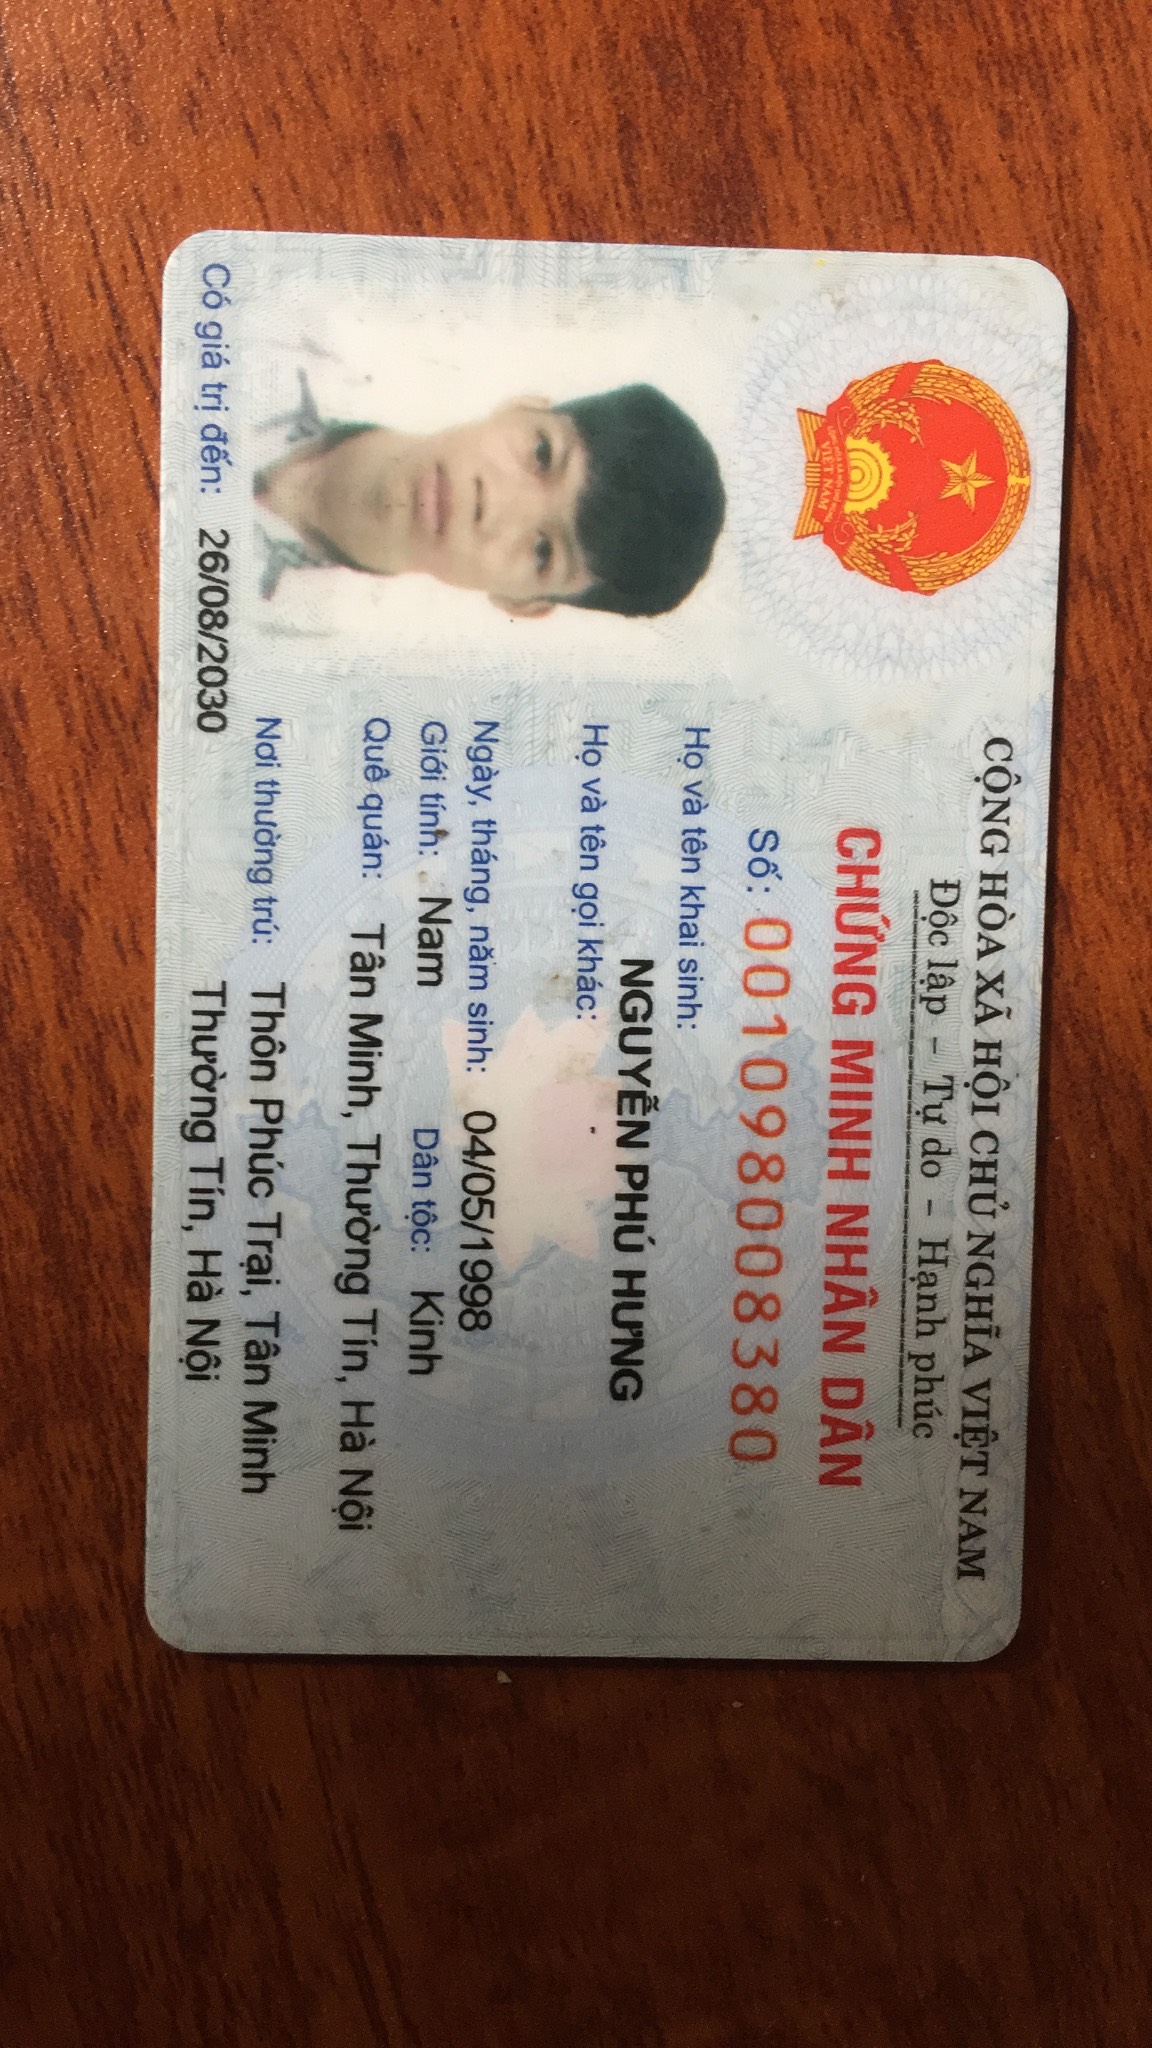 CỘNG HÒA XÃ HỘI CHỦ NGHĨA VIỆT NAM
Độc lập - Tự do - Hạnh phúc
CHỨNG MINH NHÂN DÂN
Số: 001098008380
Họ và tên khai sinh:
NGUYỄN PHÚ HƯNG
Họ và tên gọi khác:
Ngày, tháng, năm sinh: 04/05/1998
Giới tính: Nam Dân tộc: Kinh
Quê quán: Tân Minh, Thường Tín, Hà Nội
Nơi thường trú: Thôn Phúc Trại, Tân Minh
Thường Tín, Hà Nội
Có giá trị đến: 26/08/2030
VIỆT NAM